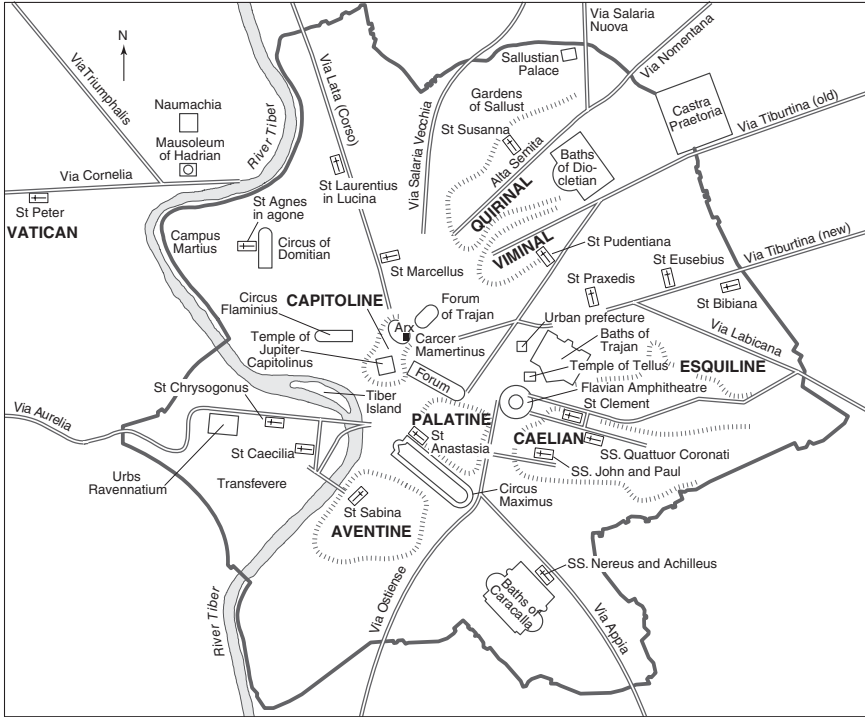 Via Salaria
Nuova
N
Via Triumphalis
Via Lata (Corso)
Sallustian
Palace
Via Nomentana
Gardens
of Sallust
Castra
Praetoria
Via Tiburtina (old)
Naumachia
River Tiber
Via Salaria Vecchia
St Susanna
Mausoleum
of Hadrian
Alta Semita
Baths
of Dio-
cletian
Via Cornelia
St Laurentius
in Lucina
St Peter
VATICAN
St Agnes
in agone
QUIRINAL
Campus
Martius
Circus of
Domitian
VIMINAL
St Pudentiana
Via Tiburtina (new)
St Marcellus
St Eusebius
St Praxedis
St Bibiana
Circus
Flaminius
CAPITOLINE
Forum
of Trajan
Urban prefecture
Arx
Carcer
Mamertinus
Baths of
Trajan
Via Labicana
Temple of
Jupiter
Capitolinus
Temple of Tellus
ESQUILINE
Forum
Flavian Amphitheatre
St Chrysogonus
Tiber
Island
St Clement
Via Aurelia
PALATINE
St
Anastasia
CAELIAN
St Caecilia
SS. Quattuor Coronati
SS. John and Paul
Urbs
Ravennatium
Transfevere
Circus
Maximus
St Sabina
AVENTINE
SS. Nereus and Achilleus
Baths of
Caracalla
River Tiber
Via Ostiense
Via Appia